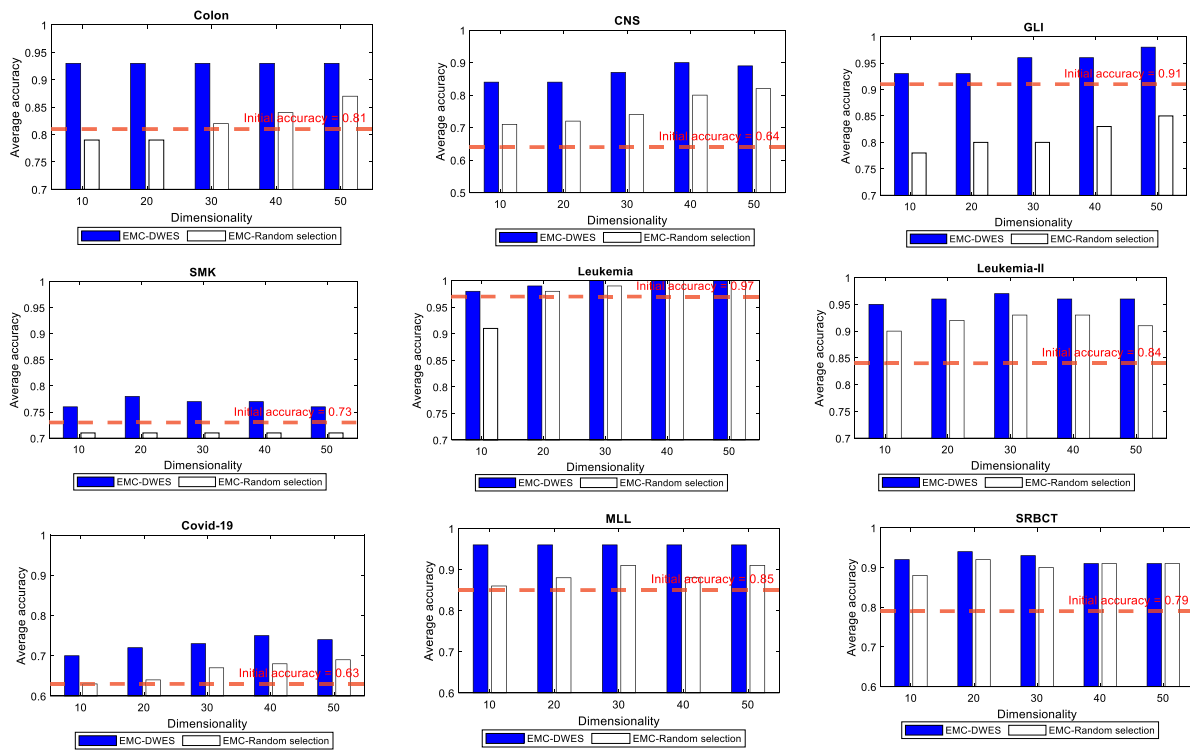 Colon
1
0.95
0.9
0.85
0.8
0.75
0.7
Average accuracy
Initial accuracy = 0.81
10 20 30 40 50
Dimensionality
EMC-DWES EMC-Random selection
CNS
1
0.9
0.8
0.7
0.6
0.5
Average accuracy
Initial accuracy = 0.64
10 20 30 40 50
Dimensionality
EMC-DWES EMC-Random selection
GLI
1
0.95
0.9
0.85
0.8
0.75
0.7
Average accuracy
Initial accuracy = 0.91
10 20 30 40 50
Dimensionality
EMC-DWES EMC-Random selection
SMK
1
0.95
0.9
0.85
0.8
0.75
0.7
Average accuracy
Initial accuracy = 0.73
10 20 30 40 50
Dimensionality
EMC-DWES EMC-Random selection
Leukemia
1
0.95
0.9
0.85
0.8
0.75
0.7
Average accuracy
Initial accuracy = 0.97
10 20 30 40 50
Dimensionality
EMC-DWES EMC-Random selection
Leukemia-II
1
0.95
0.9
0.85
0.8
0.75
0.7
Average accuracy
Initial accuracy = 0.84
10 20 30 40 50
Dimensionality
EMC-DWES EMC-Random selection
Covid-19
1
0.9
0.8
0.7
0.6
Average accuracy
Initial accuracy = 0.63
10 20 30 40 50
Dimensionality
EMC-DWES EMC-Random selection
MLL
1
0.9
0.8
0.7
0.6
Average accuracy
Initial accuracy = 0.85
10 20 30 40 50
Dimensionality
EMC-DWES EMC-Random selection
SRBCT
1
0.9
0.8
0.7
0.6
Average accuracy
Initial accuracy = 0.79
10 20 30 40 50
Dimensionality
EMC-DWES EMC-Random selection